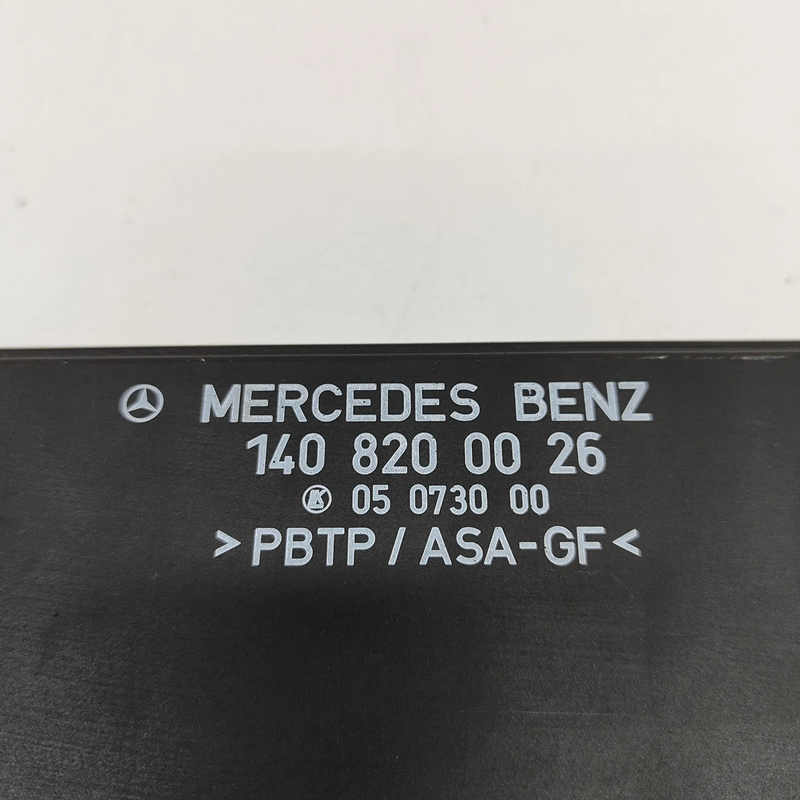 MERCEDES BENZ
140 820 00 26
K 05 0730 00
>PBTP / ASA-GF<